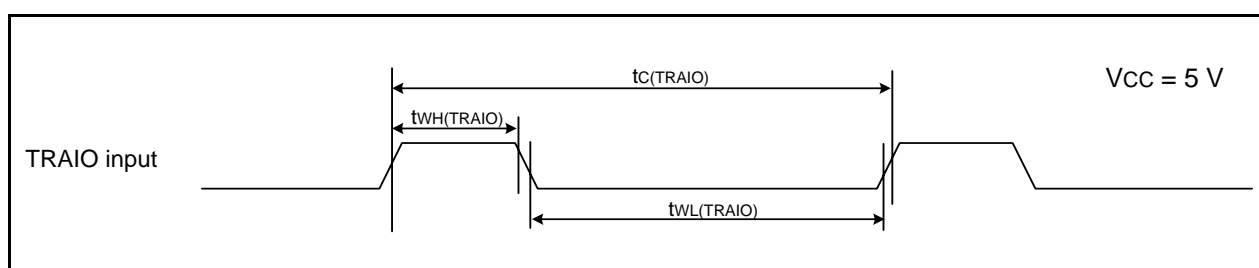 tC(TRAIO)
VCC = 5 V
tWH(TRAIO)
TRAIO input
tWL(TRAIO)